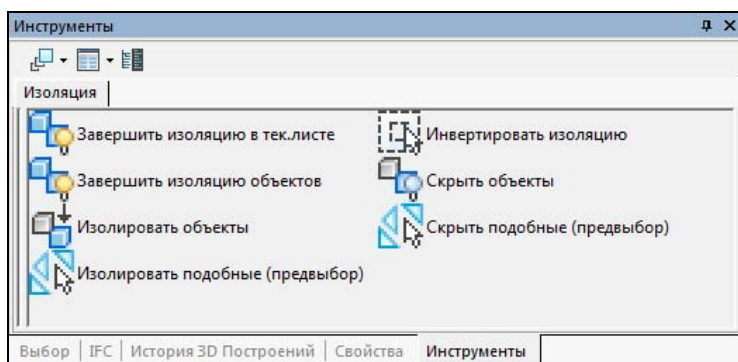 Инструменты
Изоляция
Завершить изоляцию в тек.листе
Инвертировать изоляцию
Завершить изоляцию объектов
Скрыть объекты
Изолировать объекты
Скрыть подобные (предвыбор)
Изолировать подобные (предвыбор)
Выбор IFC История 3D Построений Свойства Инструменты